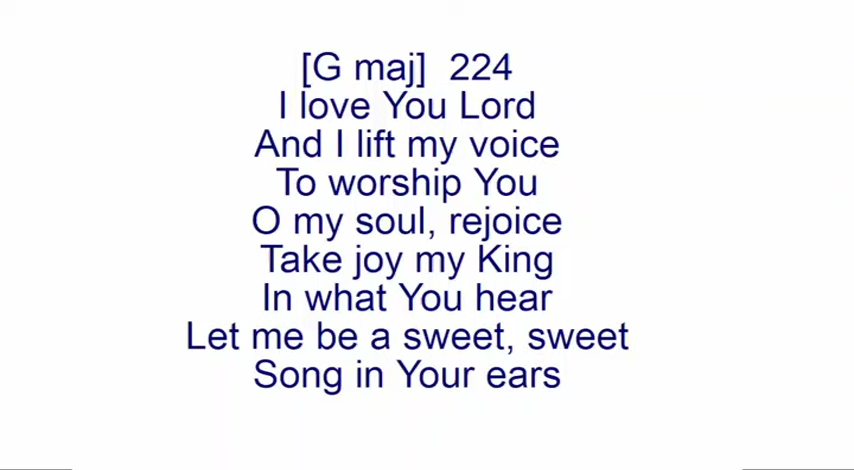 [G maj]  224
I love You Lord
And I lift my voice
To worship You
O my soul, rejoice
Take joy my King
In what You hear
Let me be a sweet, sweet
Song in Your ears